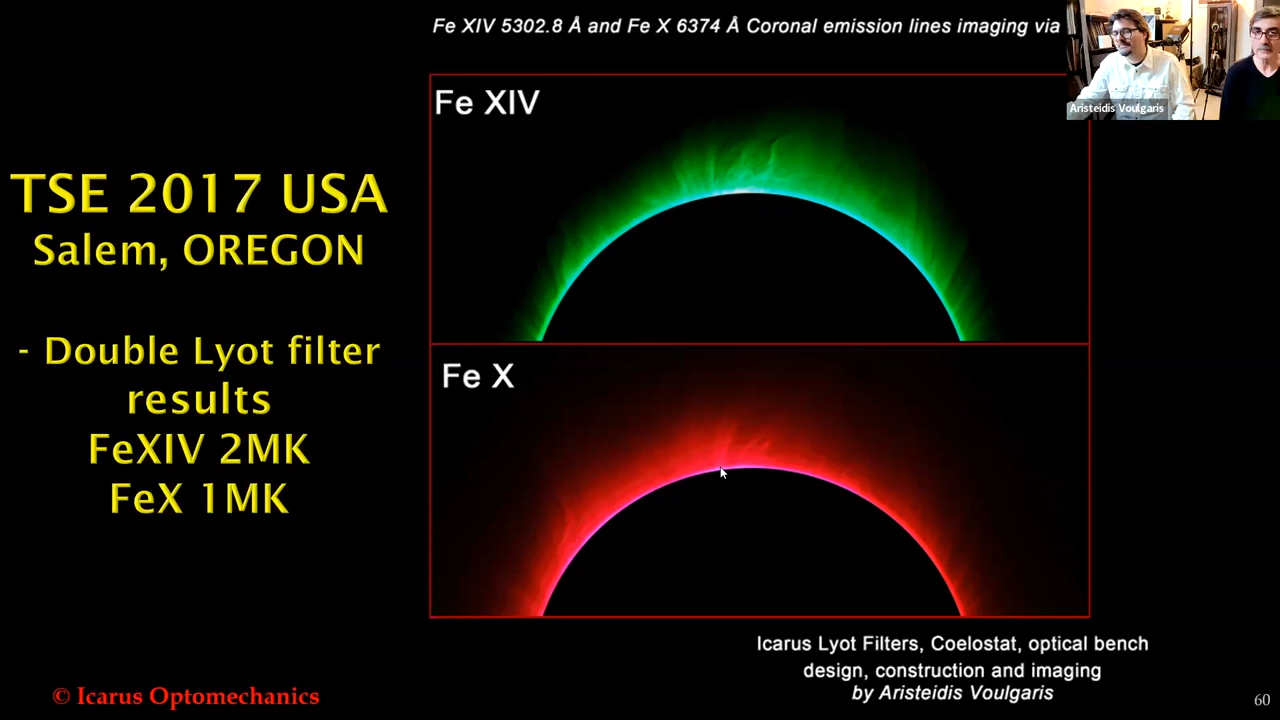 Fe XIV 5302.8 Å and Fe X 6374 Å Coronal emission lines imaging via
Aristeidis Voulgaris
Fe XIV
TSE 2017 USA
Salem, OREGON
- Double Lyot filter
results
FeXIV 2MK
FeX 1MK
Fe X
Icarus Lyot Filters, Coelostat, optical bench
design, construction and imaging
by Aristeidis Voulgaris
© Icarus Optomechanics
60